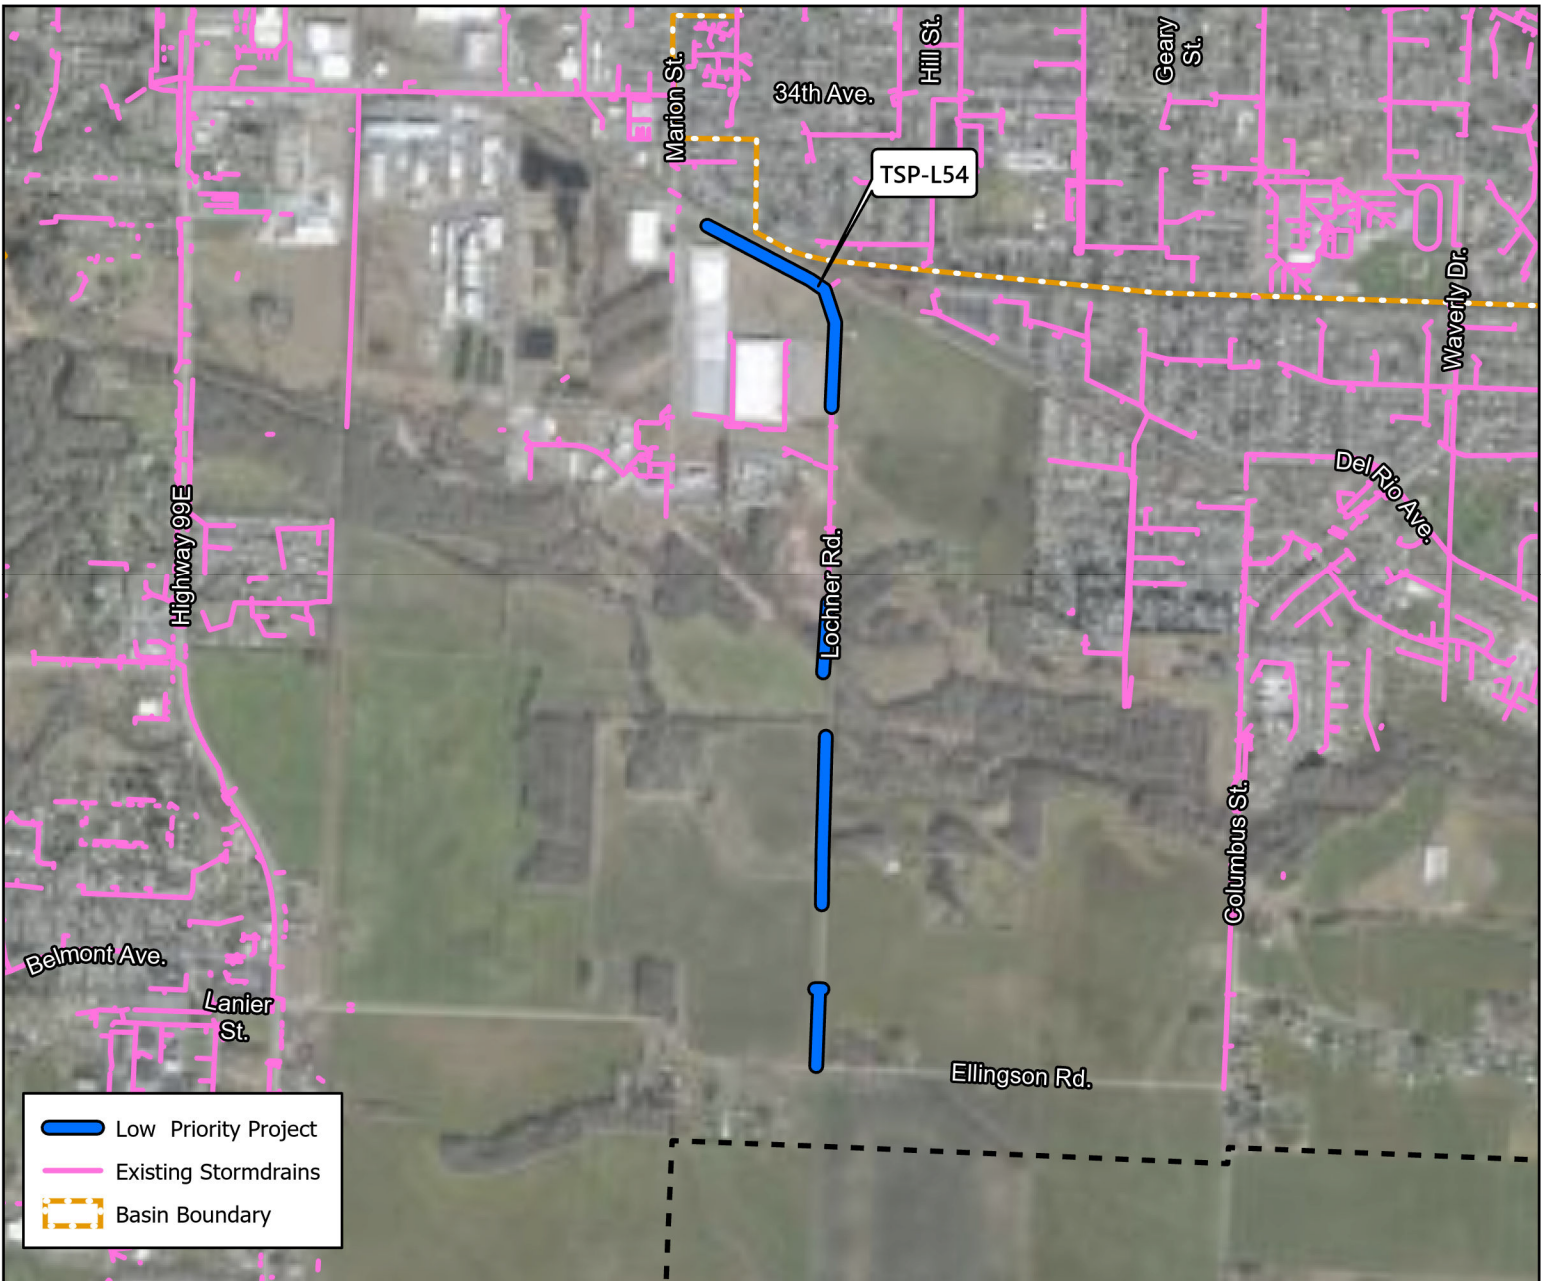 Hill St.
Geary
St.
Marion St.
34th Ave.
TSP-L54
Waverly Dr.
Del Rio Ave.
Highway 99E
Lochner Rd.
Columbus St.
Belmont Ave.
Lanier
St.
Ellingson Rd.
Low Priority Project
Existing Stormdrains
Basin Boundary